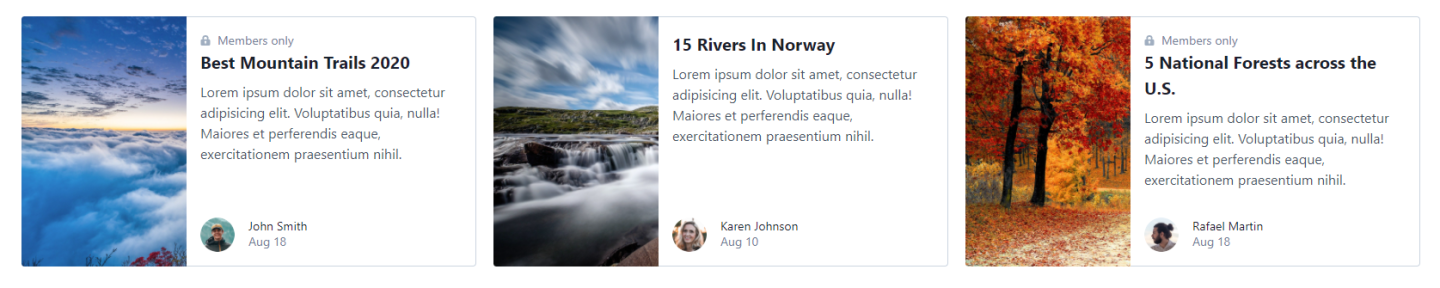 Members only
Best Mountain Trails 2020
Lorem ipsum dolor sit amet, consectetur
adipisicing elit. Voluptatibus quia, nulla!
Maiores et perferendis eaque,
exercitationem praesentium nihil.
John Smith
Aug 18
15 Rivers In Norway
Lorem ipsum dolor sit amet, consectetur
adipisicing elit. Voluptatibus quia, nulla!
Maiores et perferendis eaque,
exercitationem praesentium nihil.
Karen Johnson
Aug 10
Members only
5 National Forests across the
U.S.
Lorem ipsum dolor sit amet, consectetur
adipisicing elit. Voluptatibus quia, nulla!
Maiores et perferendis eaque,
exercitationem praesentium nihil.
Rafael Martin
Aug 18